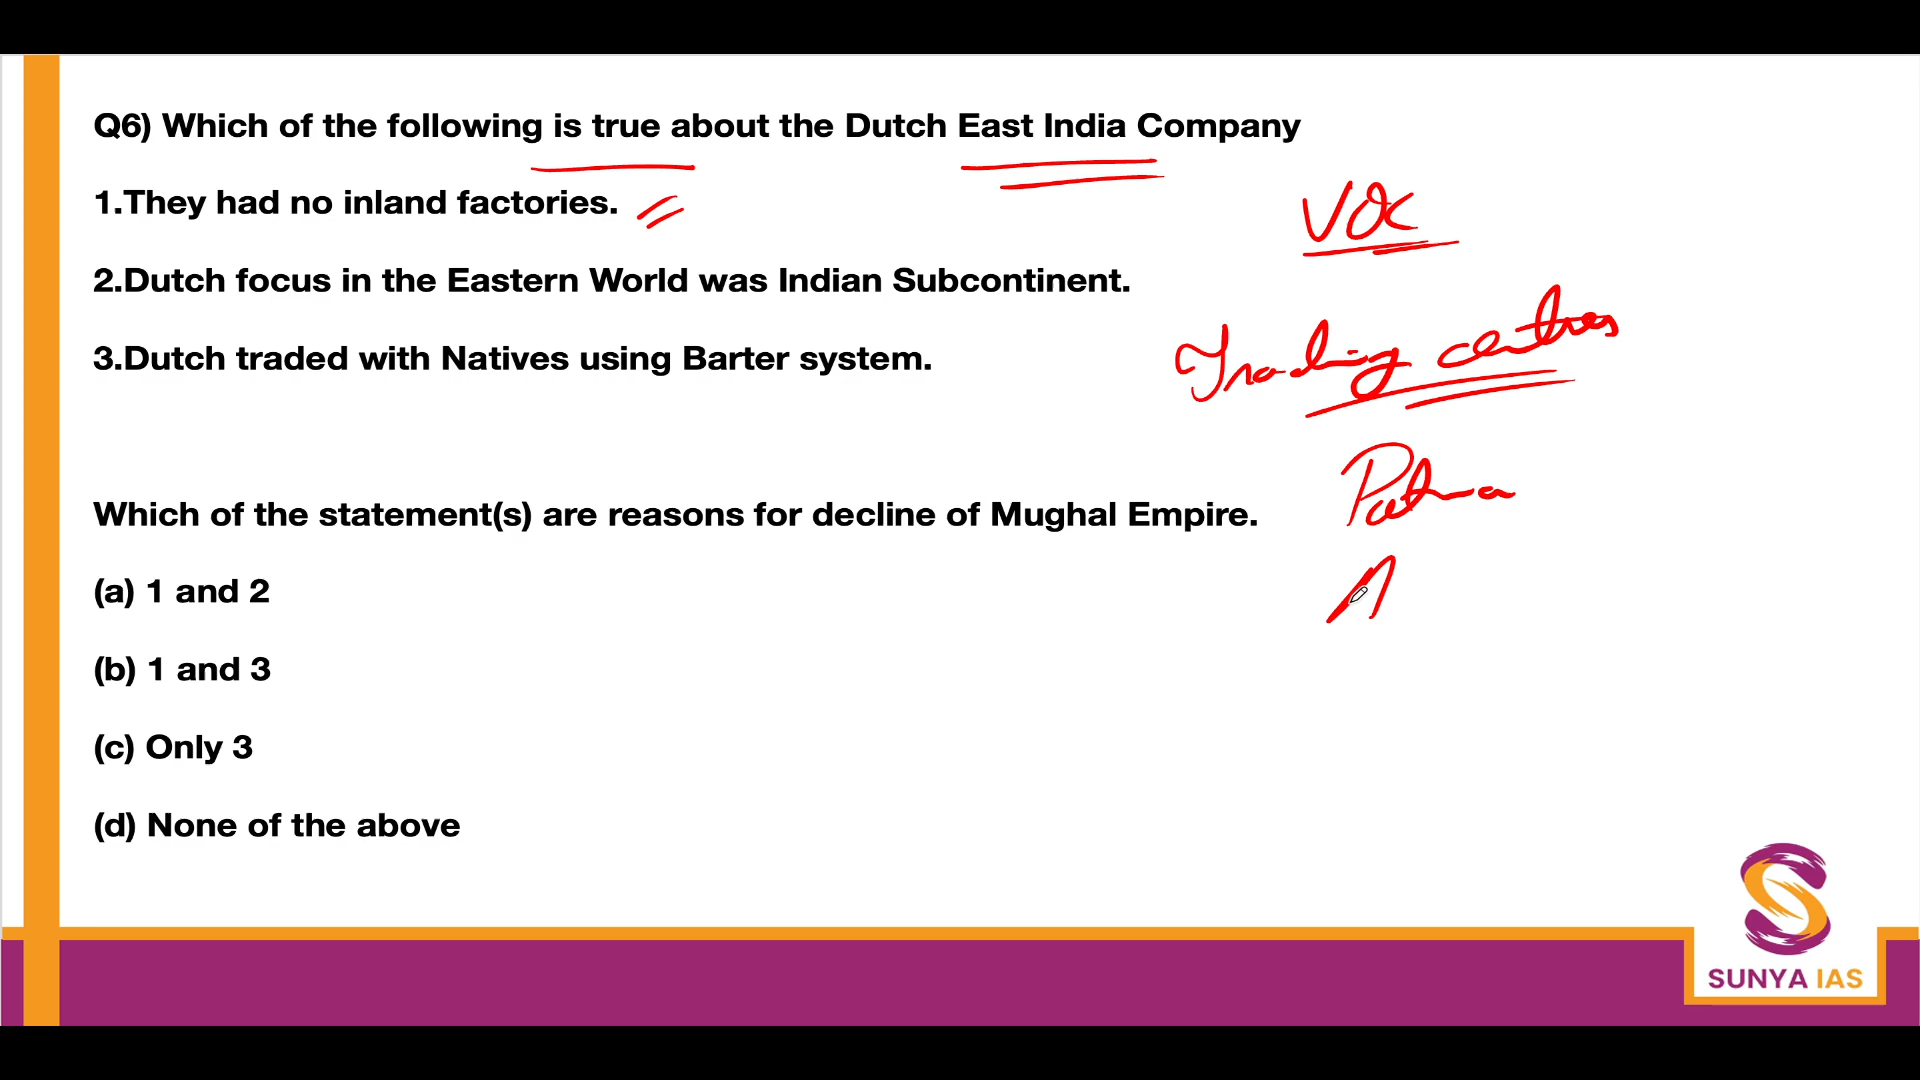 Q6) Which of the following is true about the Dutch East India Company
1.They had no inland factories.
VOC
2.Dutch focus in the Eastern World was Indian Subcontinent.
3.Dutch traded with Natives using Barter system.
Trading centres
Patna
Which of the statement(s) are reasons for decline of Mughal Empire.
(a) 1 and 2
(b) 1 and 3
(c) Only 3
(d) None of the above
SUNYA IAS